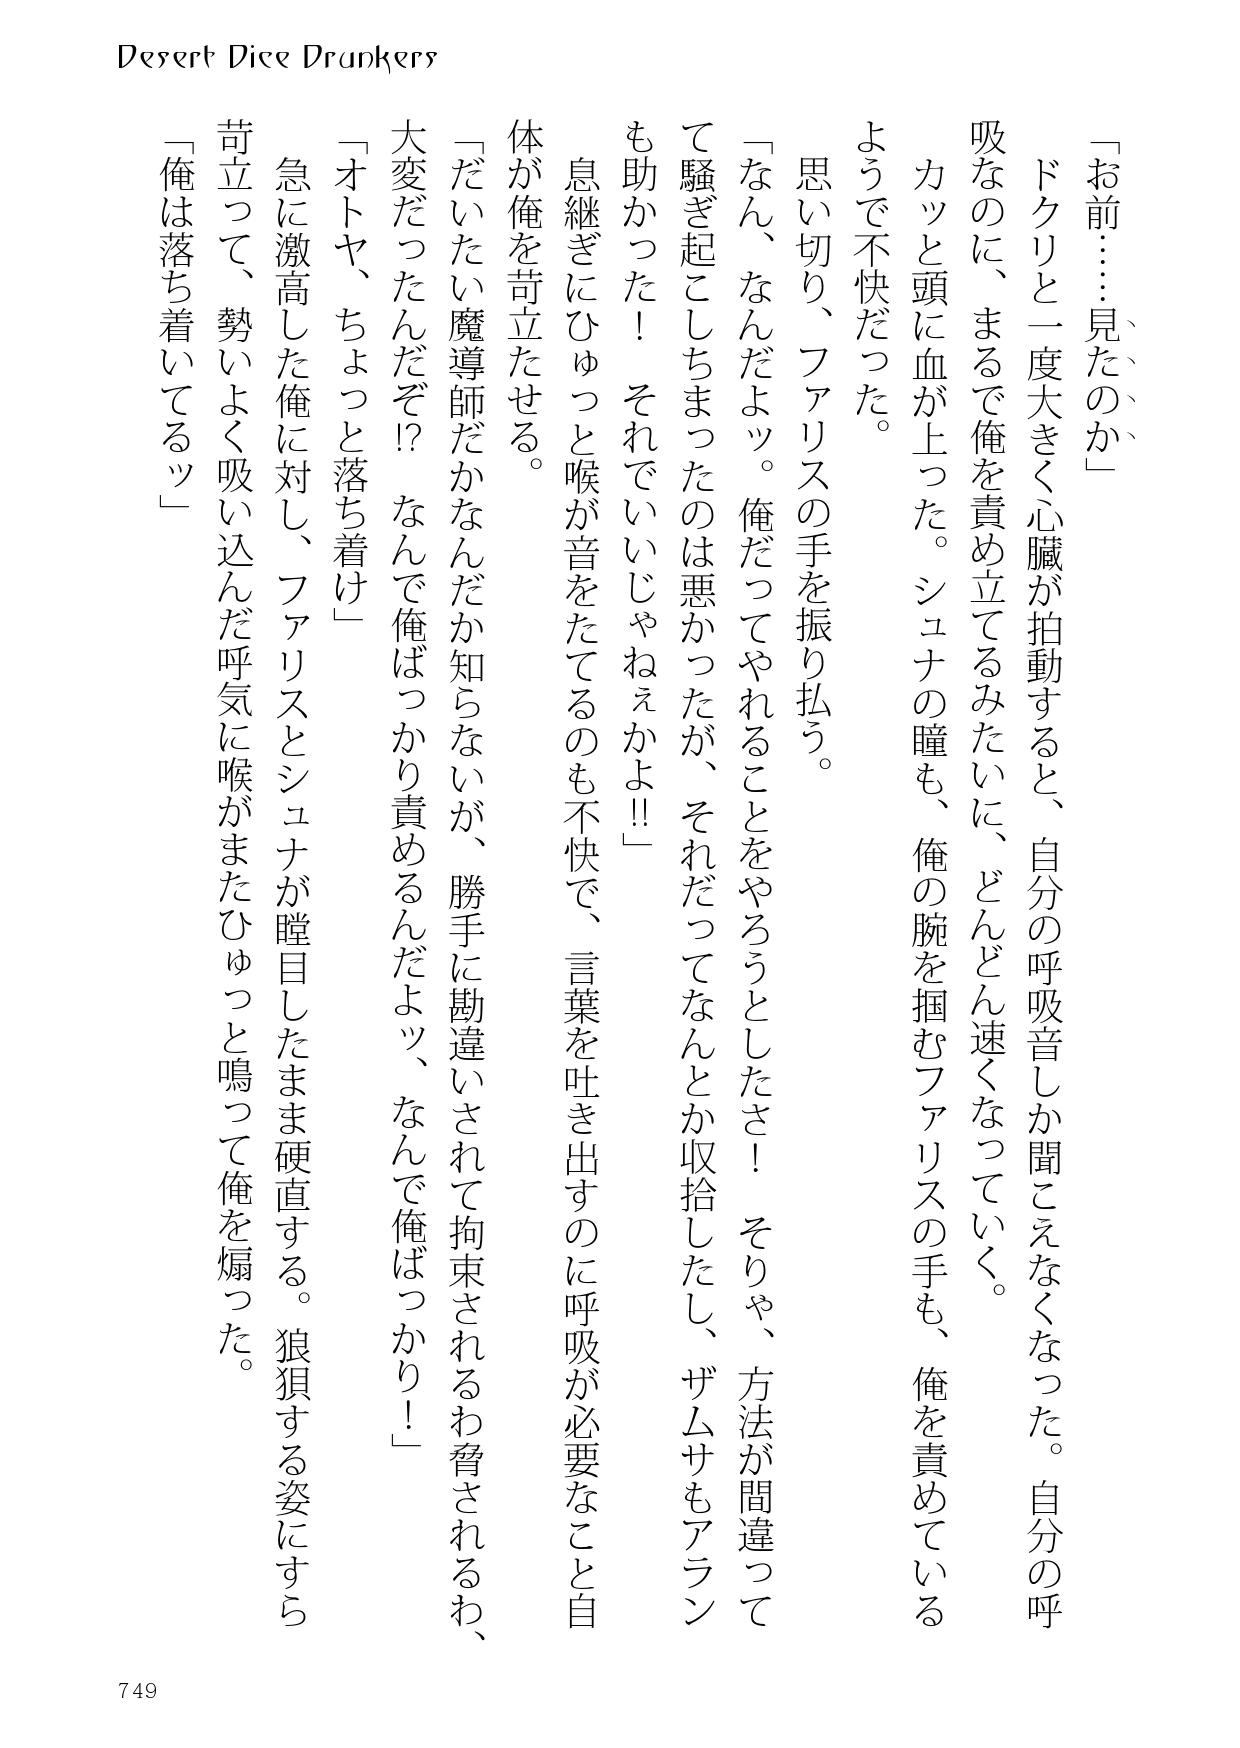 Desert Dice Drunkers
「お前……見たのか」
　ドクリと一度大きく心臓が拍動すると、自分の呼吸音しか聞こえなくなった。自分の呼
吸なのに、まるで俺を責め立てるみたいに、どんどん速くなっていく。
　カッと頭に血が上った。シュナの瞳も、俺の腕を掴むファリスの手も、俺を責めている
ようで不快だった。
　思い切り、ファリスの手を振り払う。
「なん、なんだよッ。俺だってやれることをやろうとしたさ！　そりゃ、方法が間違って
て騒ぎ起こしちまったのは悪かったが、それだってなんとか収拾したし、ザムサもアラン
も助かった！　それでいいじゃねぇかよ!!」
　息継ぎにひゅっと喉が音をたてるのも不快で、言葉を吐き出すのに呼吸が必要なこと自
体が俺を苛立たせる。
「だいたい魔導師だかなんだか知らないが、勝手に勘違いされて拘束されるわ脅されるわ、
大変だったんだぞ!?　なんで俺ばっかり責めるんだよッ、なんで俺ばっかり！」
「オトヤ、ちょっと落ち着け」
　急に激高した俺に対し、ファリスとシュナが瞠目したまま硬直する。狼狽する姿にすら
苛立って、勢いよく吸い込んだ呼気に喉がまたひゅっと鳴って俺を煽った。
「俺は落ち着いてるッ」
749